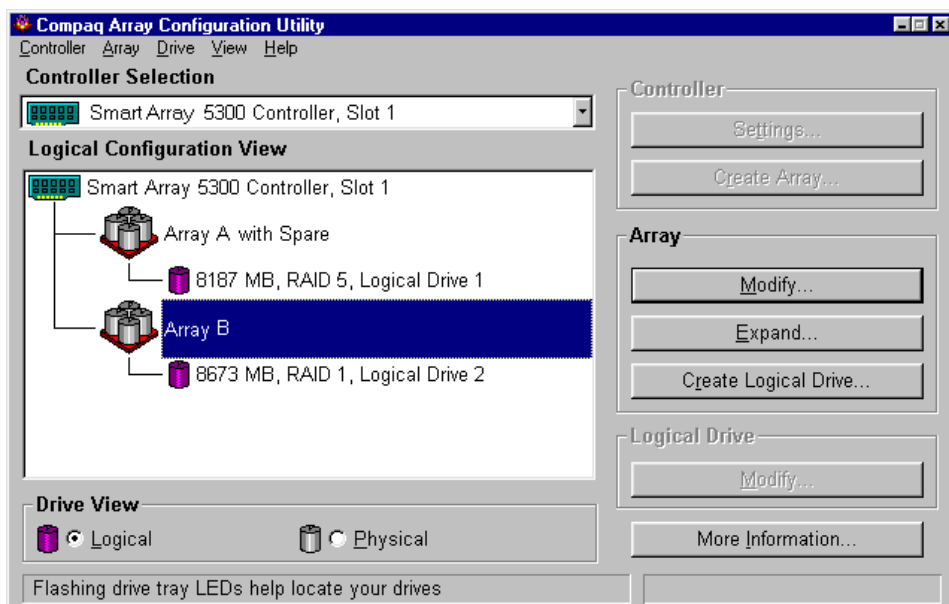 Compaq Array Configuration Utility
Controller Array Drive View Help
Controller Selection
Smart Array 5300 Controller, Slot 1
Logical Configuration View
Smart Array 5300 Controller, Slot 1
Array A with Spare
8187 MB, RAID 5, Logical Drive 1
Array B
8673 MB, RAID 1, Logical Drive 2
Drive View
Logical
Physical
Controller
Settings...
Create Array...
Array
Modify...
Expand...
Create Logical Drive...
Logical Drive
Modify...
More Information...
Flashing drive tray LEDs help locate your drives